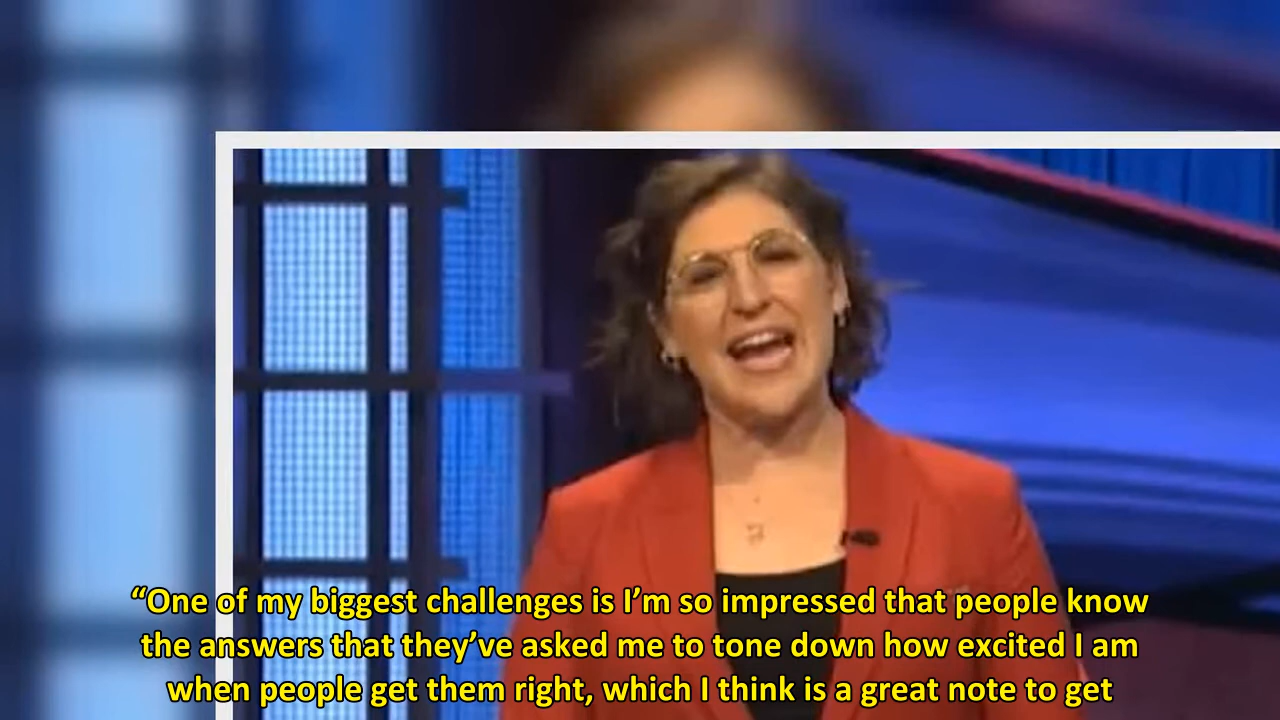 “One of my biggest challenges is I’m so impressed that people know
the answers that they’ve asked me to tone down how excited I am
when people get them right, which I think is a great note to get